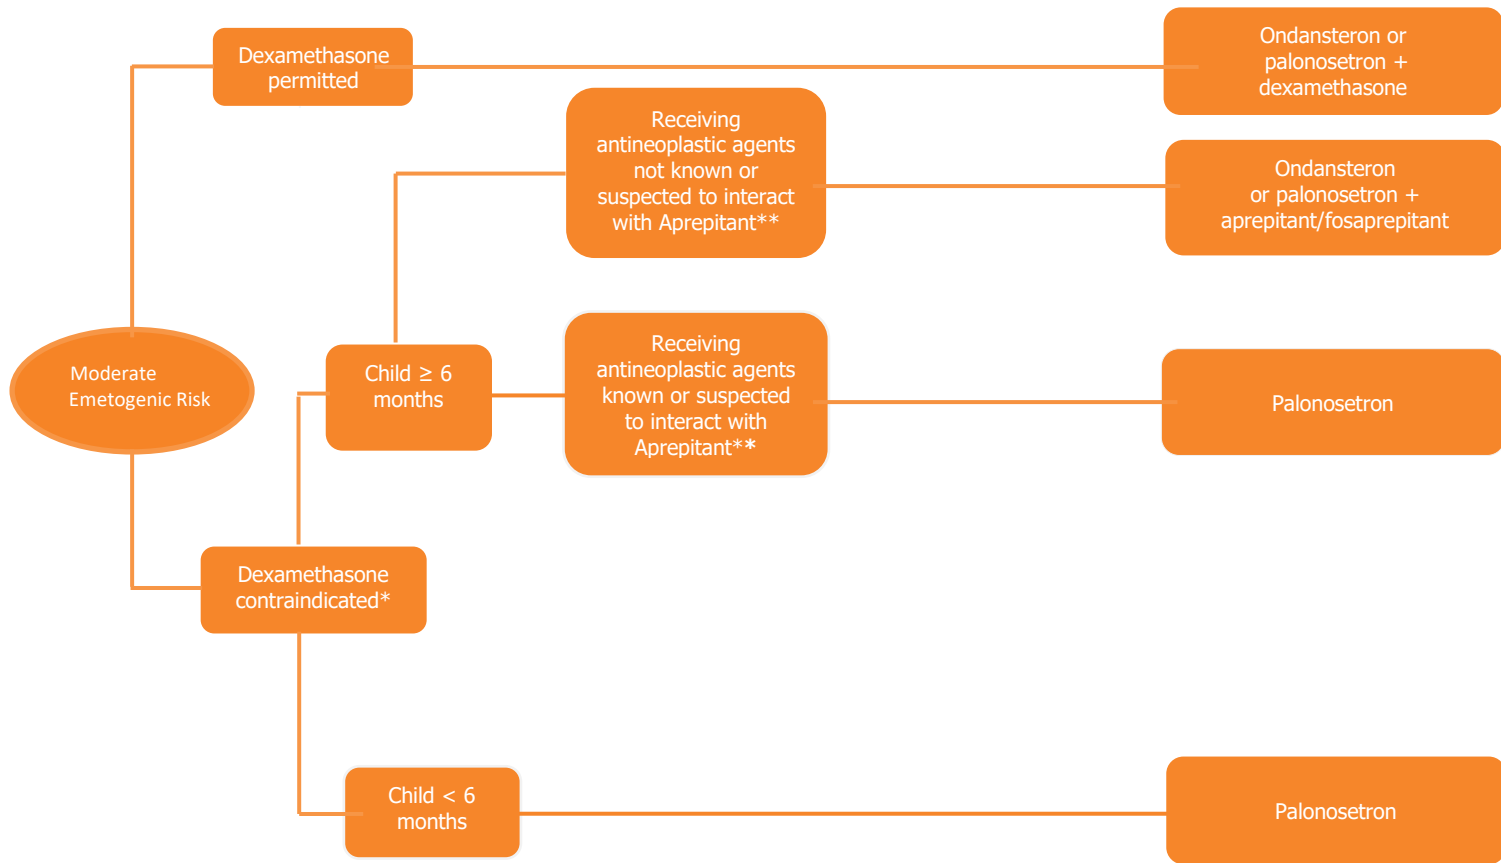 Dexamethasone
permitted
Ondansteron or
palonosetron +
dexamethasone
Receiving
antineoplastic agents
not known or
suspected to interact
with Aprepitant**
Ondansteron
or palonosetron +
aprepitant/fosaprepitant
Moderate
Emetogenic Risk
Child ≥ 6
months
Receiving
antineoplastic agents
known or suspected
to interact with
Aprepitant**
Palonosetron
Dexamethasone
contraindicated*
Child < 6
months
Palonosetron